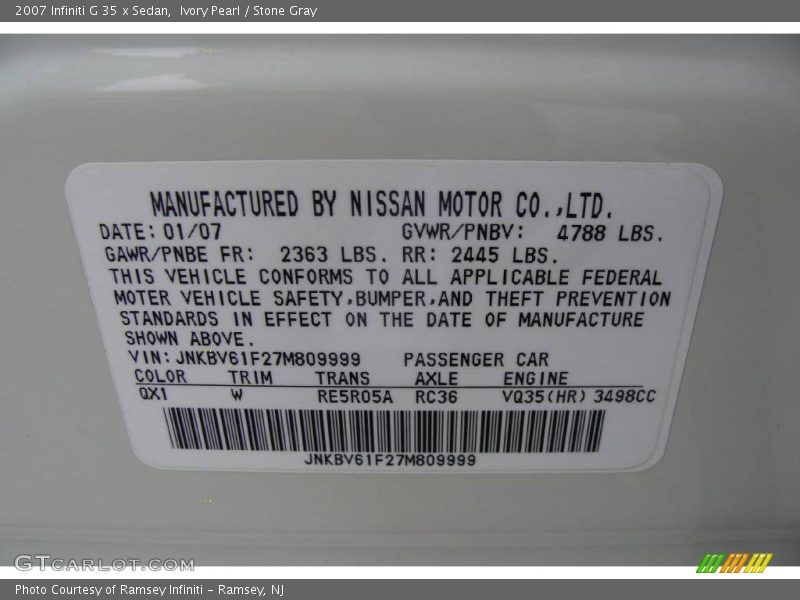 2007 Infiniti G 35 x Sedan,  Ivory Pearl / Stone Gray
MANUFACTURED BY NISSAN MOTOR CO.,LTD.
DATE: 01/07 GVWR/PNBV: 4788 LBS.
GAWR/PNBE FR: 2363 LBS. RR: 2445 LBS.
THIS VEHICLE CONFORMS TO ALL APPLICABLE FEDERAL
MOTER VEHICLE SAFETY,BUMPER,AND THEFT PREVENTION
STANDARDS IN EFFECT ON THE DATE OF MANUFACTURE
SHOWN ABOVE.
VIN: JNKBV61F27M809999 PASSENGER CAR
COLOR TRIM TRANS AXLE ENGINE
QX1 W RE5R05A RC36 VQ35(HR) 3498CC
JNKBV61F27M809999
GTCARLOT.COM
Photo Courtesy of Ramsey Infiniti - Ramsey, NJ